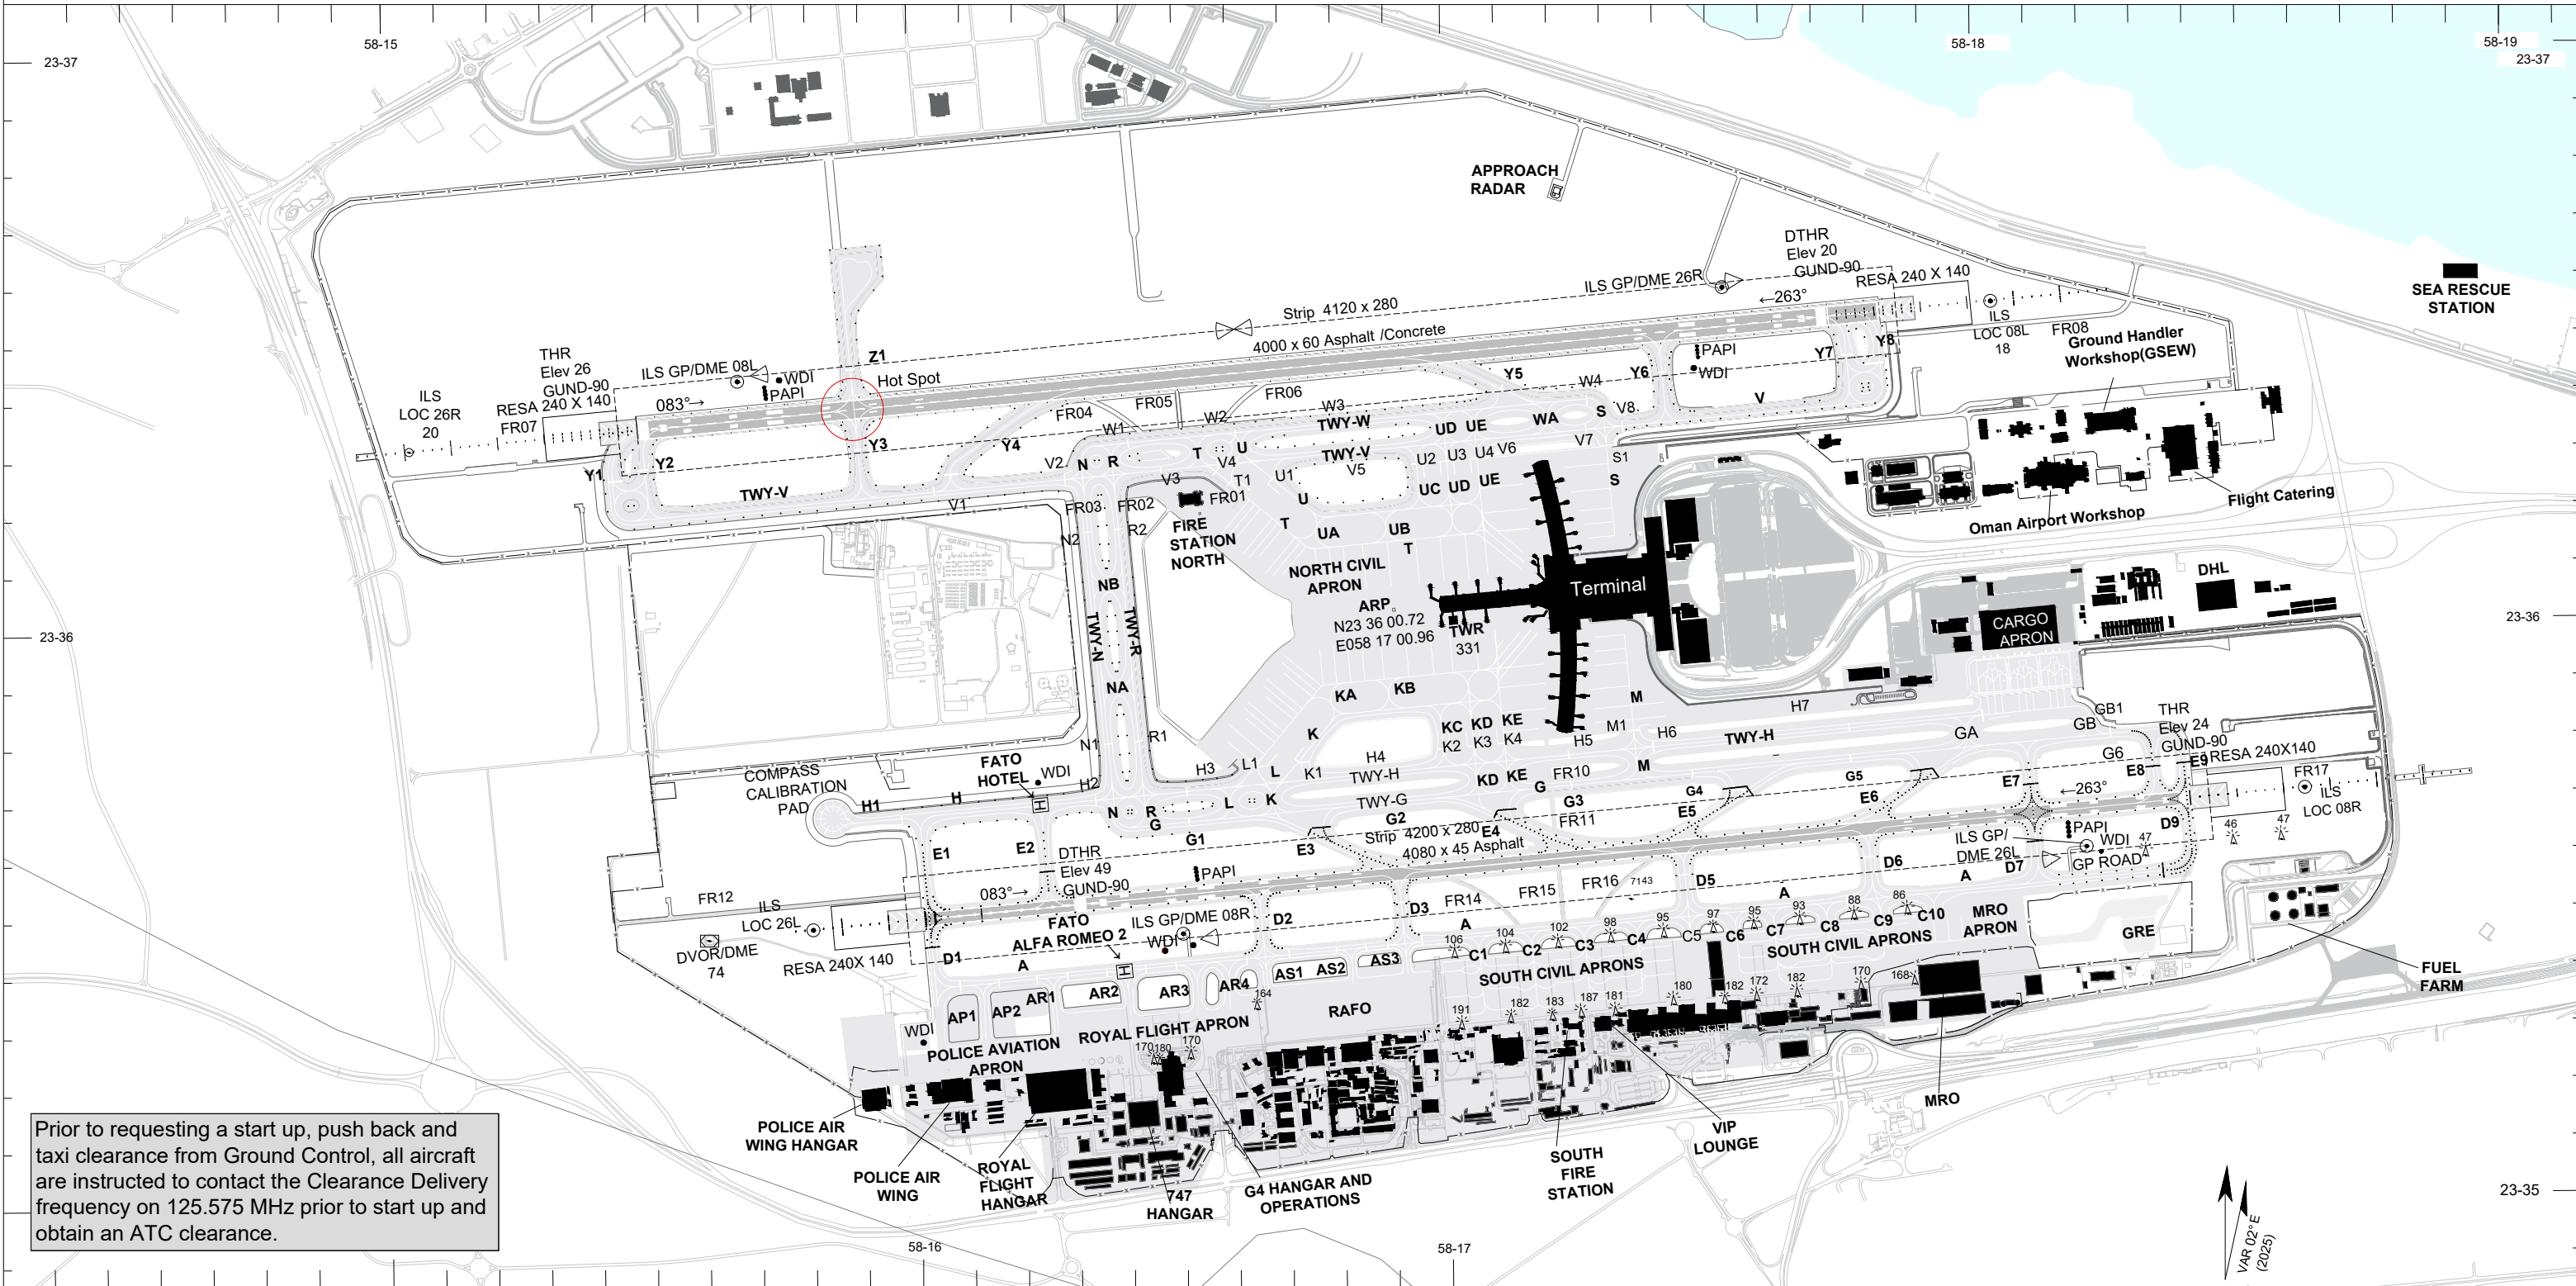 58-15
58-18
58-19
23-37
23-37
APPROACH
RADAR
DTHR
Elev 20
GUND-90
ILS GP/DME 26R
←263°
RESA 240 X 140
SEA RESCUE
STATION
Strip 4120 x 280
4000 x 60 Asphalt /Concrete
ILS
LOC 08L
18
FR08
Ground Handler
Workshop(GSEW)
THR
Elev 26
GUND-90
ILS GP/DME 08L
WDI
PAPI
Z1
Hot Spot
083°→
RESA 240 X 140
FR07
ILS
LOC 26R
20
Y1
Y2
Y3
Y4
Y5
Y6
Y7
Y8
PAPI
WDI
FR04
FR05
FR06
W1
W2
W3
W4
TWY-W
TWY-V
TWY-V
V
V1
V2
V3
V4
V5
V6
V7
V8
N
R
T
U
UD
UE
WA
S
S1
S
U1
U2
U3
U4
T1
UC
UD
UE
U
T
UA
UB
T
FR01
FR02
FR03
N2
R2
FIRE
STATION
NORTH
NORTH CIVIL
APRON
ARP
N23 36 00.72
E058 17 00.96
TWR
331
Terminal
Flight Catering
Oman Airport Workshop
DHL
CARGO
APRON
23-36
23-36
NB
TWY-N
TWY-R
NA
N1
R1
KA
KB
K
KC
KD
KE
K2
K3
K4
M
M1
H5
H6
H7
TWY-H
GA
GB
GB1
THR
Elev 24
GUND-90
RESA 240X140
G6
E8
E9
FR17
ILS
LOC 08R
COMPASS
CALIBRATION
PAD
FATO
HOTEL
WDI
H
H1
H2
H3
L1
L
K1
H4
TWY-H
KD
KE
FR10
M
G
G3
FR11
G4
G5
E7
←263°
N
R
L
K
G
G1
TWY-G
G2
E1
E2
E3
E4
E5
E6
Strip 4200 x 280
4080 x 45 Asphalt
DTHR
Elev 49
GUND-90
083°→
PAPI
PAPI
WDI
ILS GP/
DME 26L
GP ROAD
D9
47
46
47
FR12
ILS
LOC 26L
DVOR/DME
74
RESA 240X 140
FATO
ALFA ROMEO 2
ILS GP/DME 08R
WDI
D1
D2
D3
D5
D6
D7
FR14
FR15
FR16
7143
A
A
A
A
106
104
102
98
95
97
95
93
88
86
C1
C2
C3
C4
C5
C6
C7
C8
C9
C10
SOUTH CIVIL APRONS
SOUTH CIVIL APRONS
MRO
APRON
GRE
AP1
AP2
AR1
AR2
AR3
AR4
AS1
AS2
AS3
164
RAFO
ROYAL FLIGHT APRON
WDI
POLICE AVIATION
APRON
170
180
170
191
182
183
187
181
180
182
172
182
170
168
FUEL
FARM
MRO
POLICE AIR
WING HANGAR
POLICE AIR
WING
ROYAL
FLIGHT
HANGAR
747
HANGAR
G4 HANGAR AND
OPERATIONS
SOUTH
FIRE
STATION
VIP
LOUNGE
Prior to requesting a start up, push back and
taxi clearance from Ground Control, all aircraft
are instructed to contact the Clearance Delivery
frequency on 125.575 MHz prior to start up and
obtain an ATC clearance.
58-16
58-17
23-35
VAR 02° E
(2025)